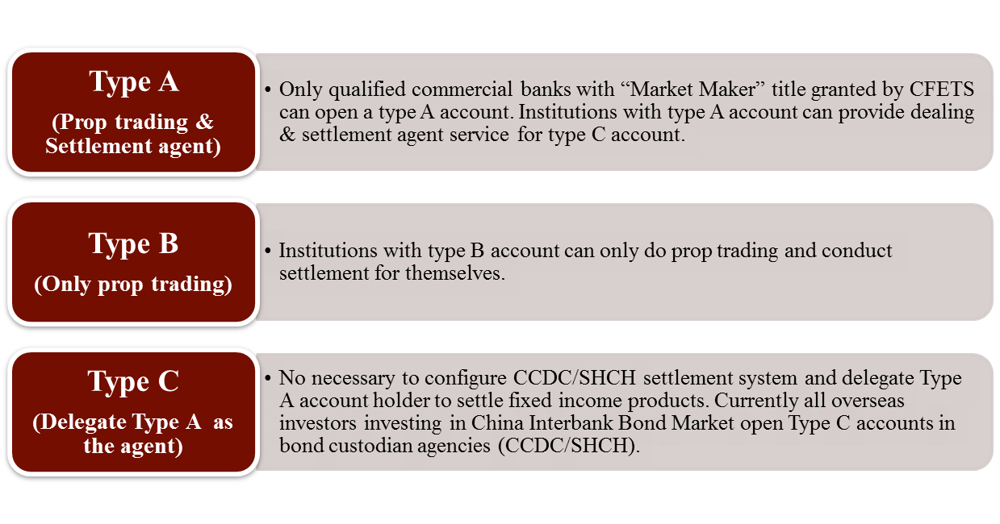 Type A
(Prop trading &
Settlement agent)
• Only qualified commercial banks with “Market Maker” title granted by CFETS
can open a type A account. Institutions with type A account can provide dealing
& settlement agent service for type C account.
Type B
(Only prop trading)
• Institutions with type B account can only do prop trading and conduct
settlement for themselves.
Type C
(Delegate Type A as
the agent)
• No necessary to configure CCDC/SHCH settlement system and delegate Type
A account holder to settle fixed income products. Currently all overseas
investors investing in China Interbank Bond Market open Type C accounts in
bond custodian agencies (CCDC/SHCH).